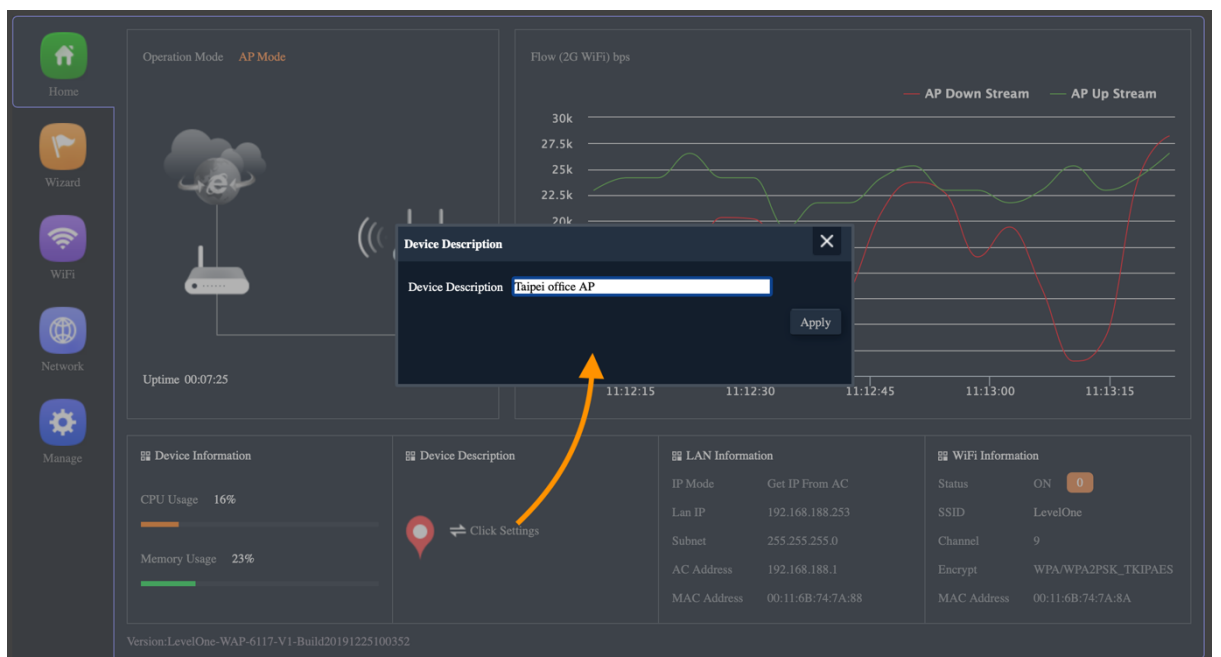 Home
Wizard
WiFi
Network
Manage
Operation Mode AP Mode
Uptime 00:07:25
Flow (2G WiFi) bps
AP Down Stream AP Up Stream
30k
27.5k
25k
22.5k
20k
11:12:15 11:12:30 11:12:45 11:13:00 11:13:15
Device Description
Device Description Taipei office AP
Apply
Device Information
CPU Usage 16%
Memory Usage 23%
Device Description
Click Settings
LAN Information
IP Mode Get IP From AC
Lan IP 192.168.188.253
Subnet 255.255.255.0
AC Address 192.168.188.1
MAC Address 00:11:6B:74:7A:88
WiFi Information
Status ON 0
SSID LevelOne
Channel 9
Encrypt WPA/WPA2PSK_TKIPAES
MAC Address 00:11:6B:74:7A:8A
Version:LevelOne-WAP-6117-V1-Build20191225100352